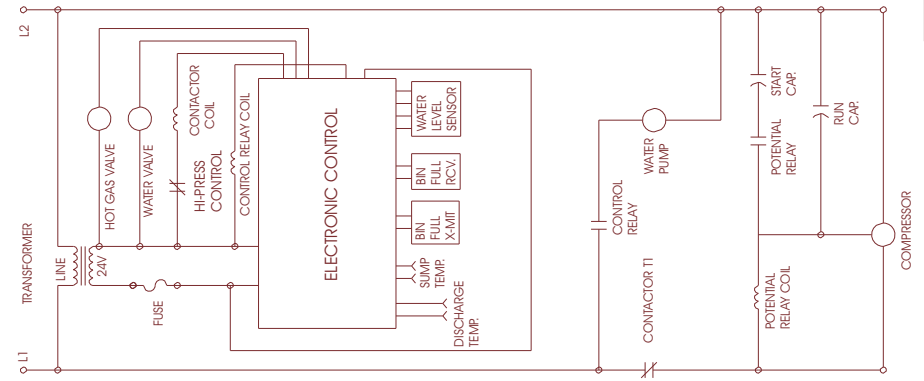 L2
L1
TRANSFORMER
LINE
24V
FUSE
HOT GAS VALVE
WATER VALVE
CONTACTOR
COIL
HI-PRESS
CONTROL
CONTROL RELAY COIL
ELECTRONIC CONTROL
WATER
LEVEL
SENSOR
BIN
FULL
RCV.
BIN
FULL
X-MIT
SUMP
TEMP.
DISCHARGE
TEMP.
WATER
PUMP
CONTROL
RELAY
CONTACTOR T1
START
CAP.
POTENTIAL
RELAY
RUN
CAP.
POTENTIAL
RELAY COIL
COMPRESSOR